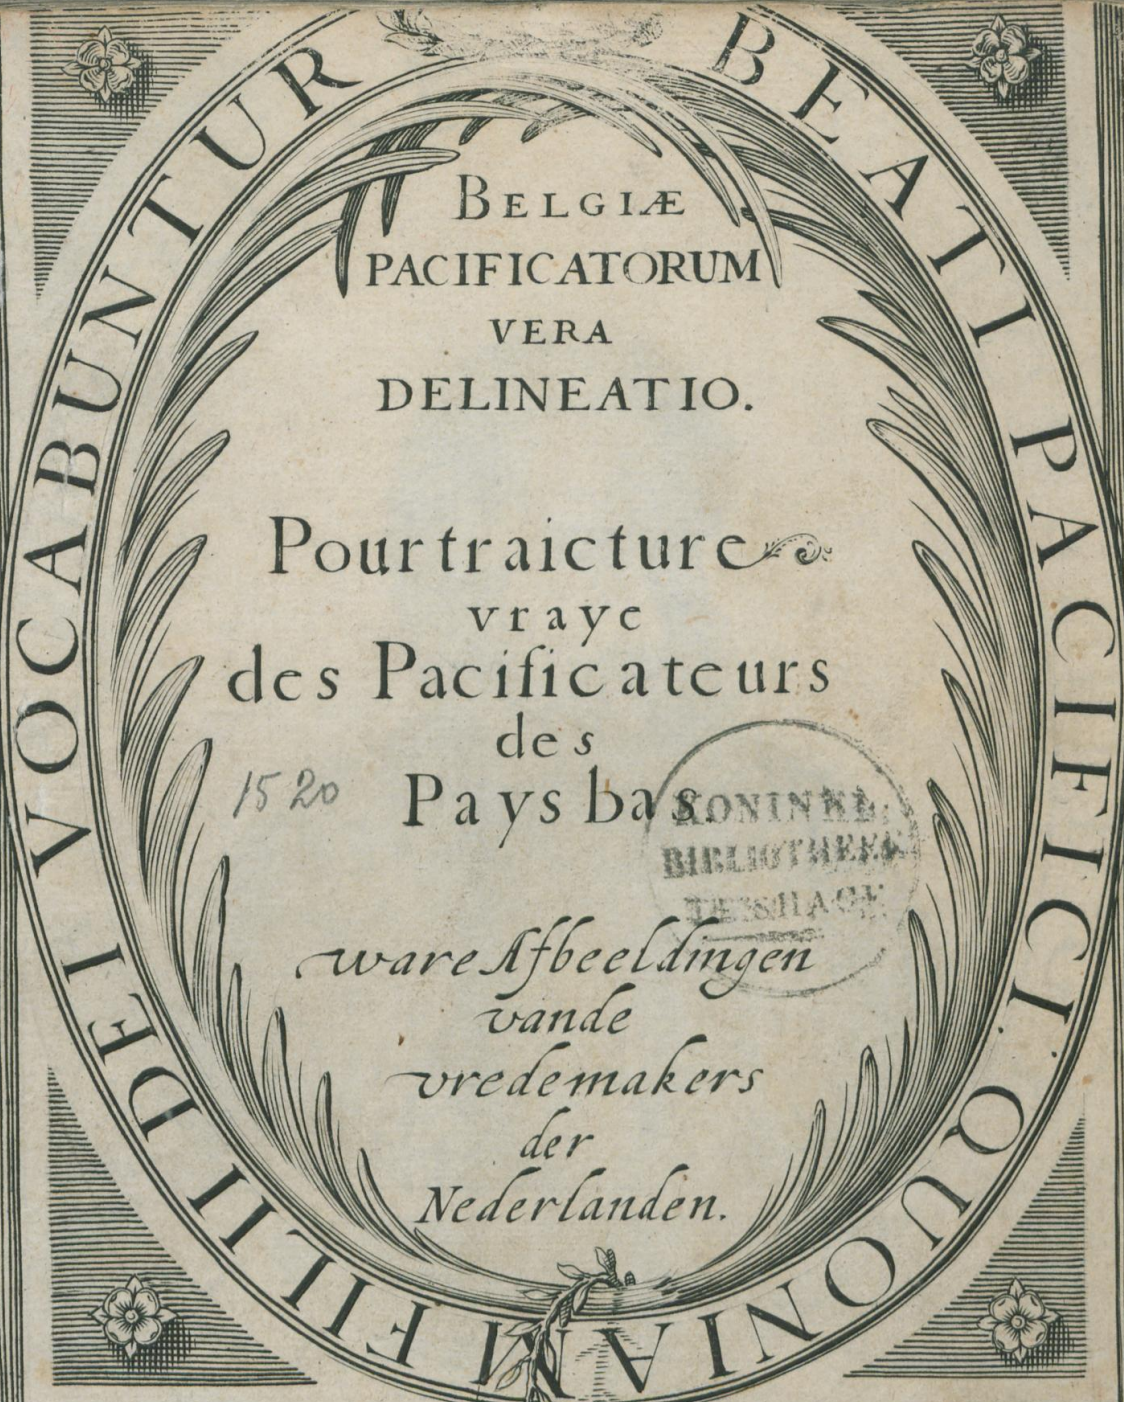 BEATI PACIFICI. QUONIAM FILII DEI VOCABUNTUR
BELGIÆ
PACIFICATORUM
VERA
DELINEATIO.
Pourtraicture
vraye
des Pacificateurs
des
Pays bas.
1520
KONINKL.
BIBLIOTHEEK
TE 'S HAGE
ware Afbeeldingen
vande
vredemakers
der
Nederlanden.